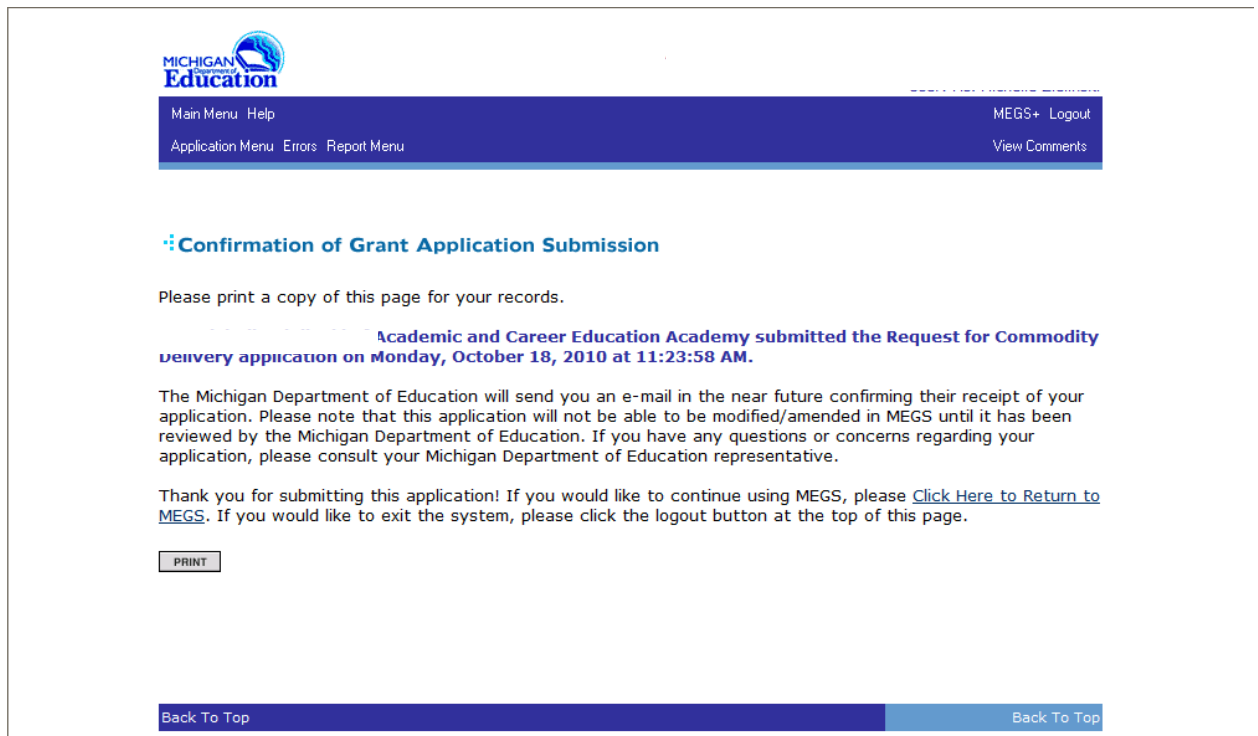 MICHIGAN
Department of
Education
Main Menu Help MEGS+ Logout
Application Menu Errors Report Menu View Comments
Confirmation of Grant Application Submission
Please print a copy of this page for your records.
Academic and Career Education Academy submitted the Request for Commodity
Delivery application on Monday, October 18, 2010 at 11:23:58 AM.
The Michigan Department of Education will send you an e-mail in the near future confirming their receipt of your
application. Please note that this application will not be able to be modified/amended in MEGS until it has been
reviewed by the Michigan Department of Education. If you have any questions or concerns regarding your
application, please consult your Michigan Department of Education representative.
Thank you for submitting this application! If you would like to continue using MEGS, please Click Here to Return to
MEGS. If you would like to exit the system, please click the logout button at the top of this page.
PRINT
Back To Top Back To Top